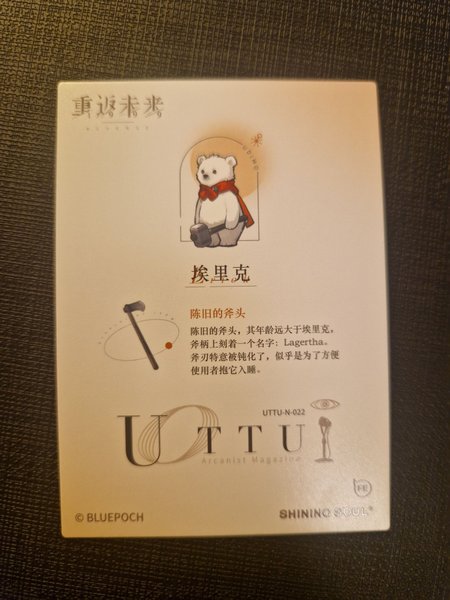 重返未来
埃里克
陈旧的斧头
陈旧的斧头，其年龄远大于埃里克，
斧柄上刻着一个名字：Lagertha。
斧刃特意被钝化了，似乎是为了方便
使用者抱它入睡。
UTTU-N-022
UTTU
Arcanist Magazine
© BLUEPOCH
SHINING SOUL®